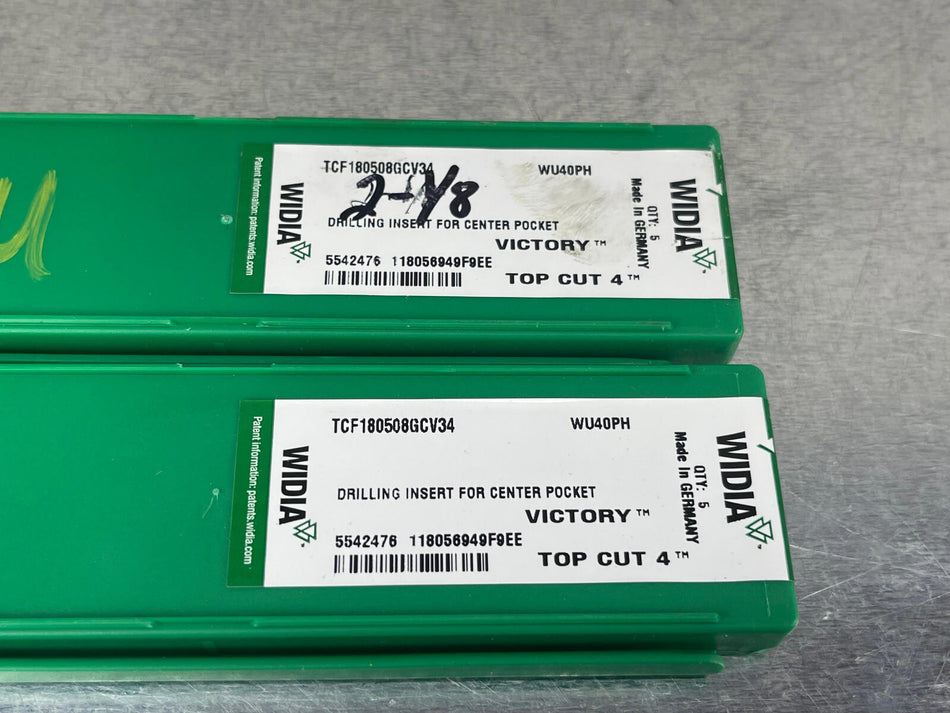 TCF180508GCV34 WU40PH
2-1/8
DRILLING INSERT FOR CENTER POCKET
VICTORY™
5542476 118056949F9EE
TOP CUT 4™
Patent information: patents.widia.com
WIDIA
QTY: 5
Made In GERMANY
WIDIA
TCF180508GCV34 WU40PH
DRILLING INSERT FOR CENTER POCKET
VICTORY™
5542476 118056949F9EE
TOP CUT 4™
Patent information: patents.widia.com
WIDIA
QTY: 5
Made In GERMANY
WIDIA